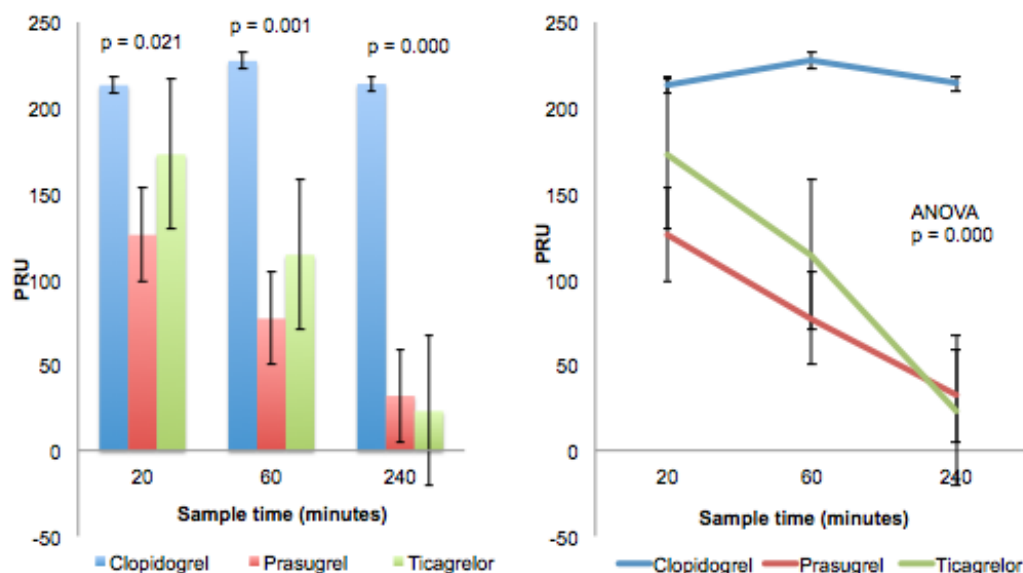 250
200
150
100
50
0
-50
PRU
p = 0.021
p = 0.001
p = 0.000
20 60 240
Sample time (minutes)
Clopidogrel Prasugrel Ticagrelor
250
200
150
100
50
0
-50
PRU
ANOVA
p = 0.000
20 60 240
Sample time (minutes)
Clopidogrel Prasugrel Ticagrelor